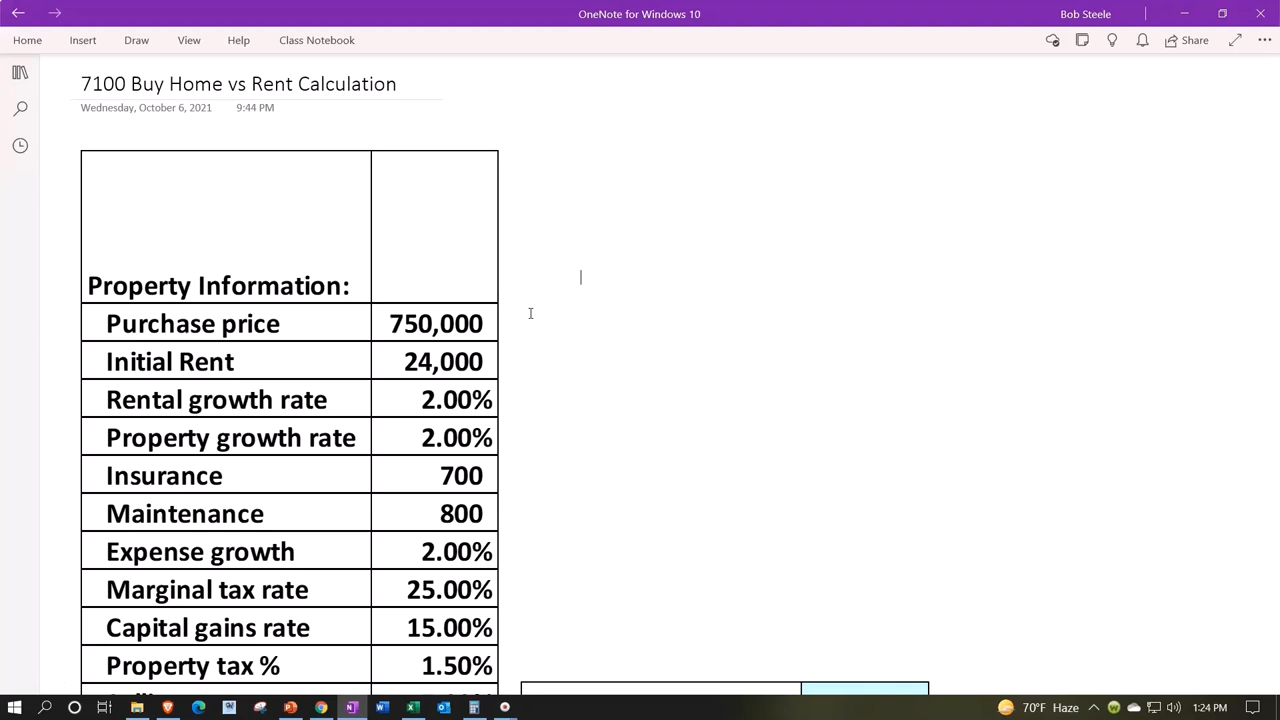 OneNote for Windows 10
Bob Steele
Home Insert Draw View Help Class Notebook Share
7100 Buy Home vs Rent Calculation
Wednesday, October 6, 2021 9:44 PM
Property Information:
Purchase price 750,000
Initial Rent 24,000
Rental growth rate 2.00%
Property growth rate 2.00%
Insurance 700
Maintenance 800
Expense growth 2.00%
Marginal tax rate 25.00%
Capital gains rate 15.00%
Property tax % 1.50%
70°F Haze 1:24 PM